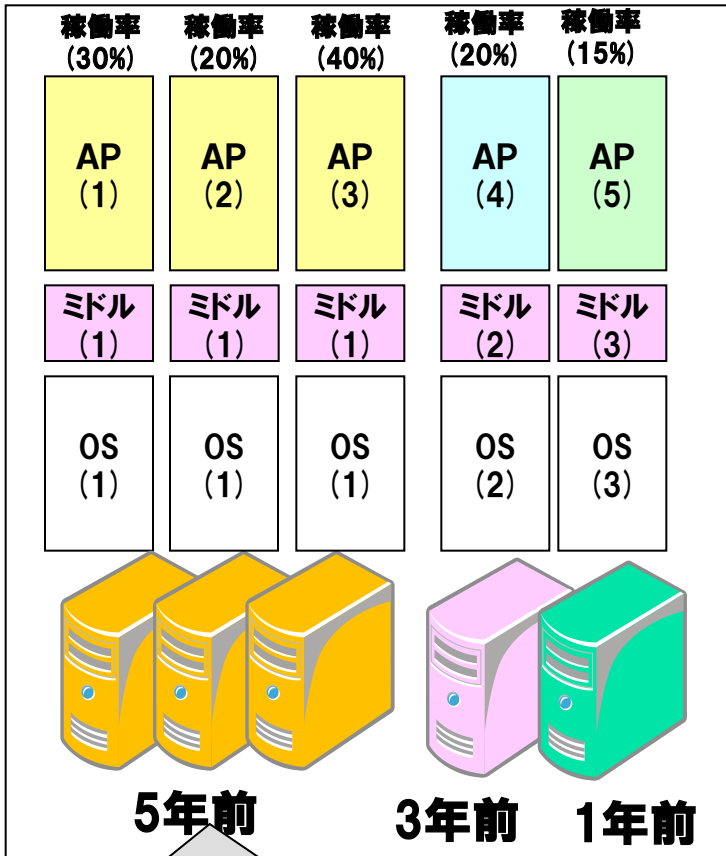 稼働率 稼働率 稼働率 稼働率 稼働率
(30%) (20%) (40%) (20%) (15%)
AP AP AP AP AP
(1) (2) (3) (4) (5)
ミドル ミドル ミドル ミドル ミドル
(1) (1) (1) (2) (3)
OS OS OS OS OS
(1) (1) (1) (2) (3)
5年前 3年前 1年前